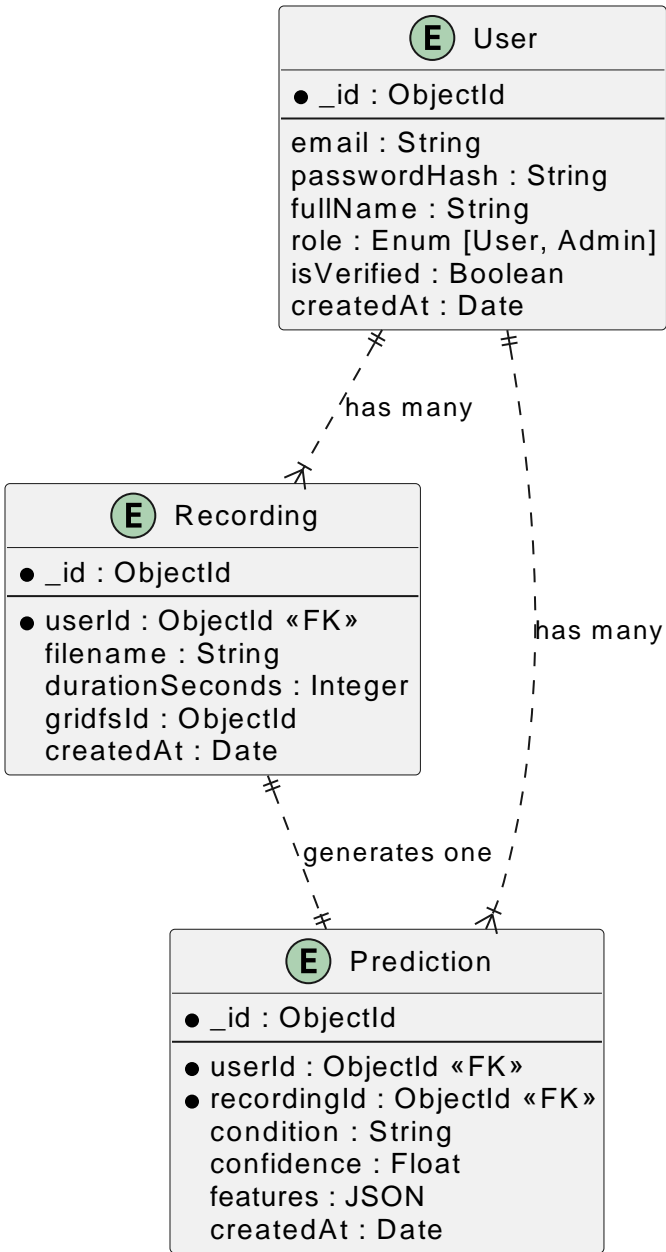 E User
_id : ObjectId
email : String
passwordHash : String
fullName : String
role : Enum [User, Admin]
isVerified : Boolean
createdAt : Date
has many
E Recording
_id : ObjectId
userId : ObjectId «FK»
filename : String
durationSeconds : Integer
gridfsId : ObjectId
createdAt : Date
has many
generates one
E Prediction
_id : ObjectId
userId : ObjectId «FK»
recordingId : ObjectId «FK»
condition : String
confidence : Float
features : JSON
createdAt : Date